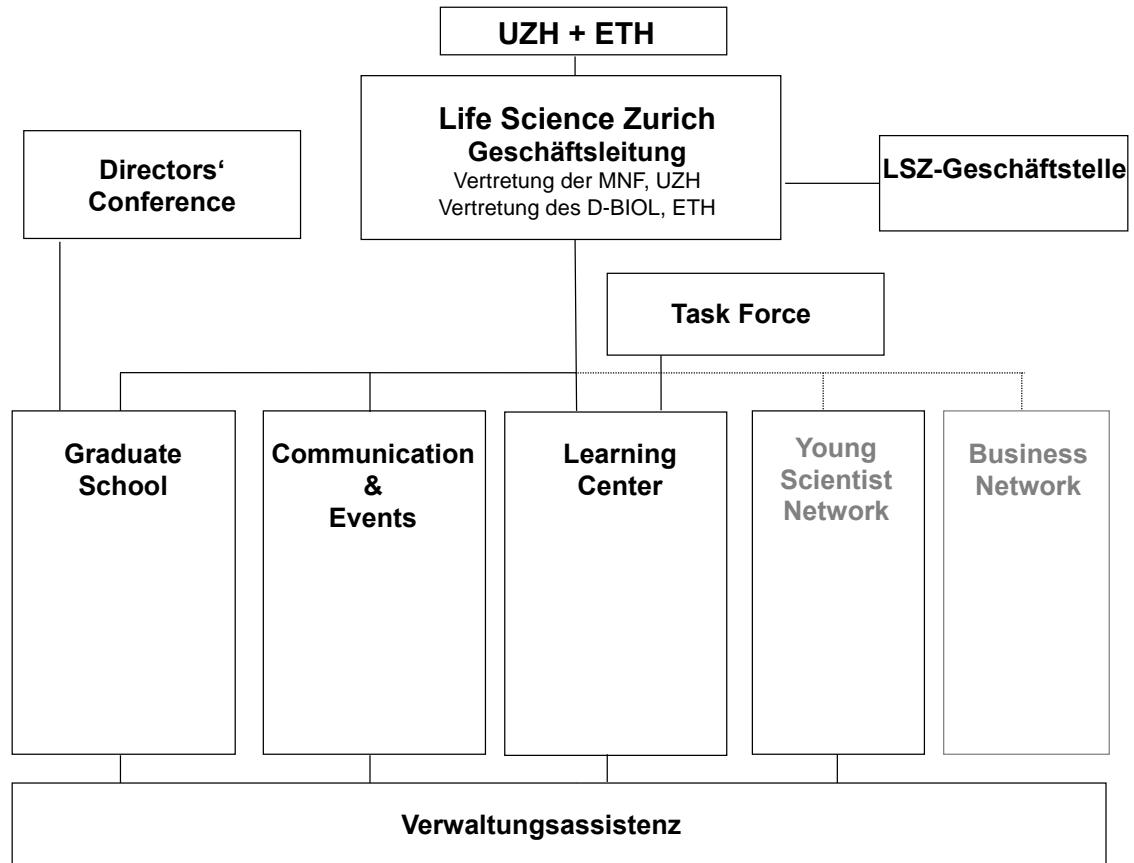 UZH + ETH
Life Science Zurich
Geschäftsleitung
Vertretung der MNF, UZH
Vertretung des D-BIOL, ETH
Directors‘
Conference
LSZ-Geschäftstelle
Task Force
Graduate
School
Communication
&
Events
Learning
Center
Young
Scientist
Network
Business
Network
Verwaltungsassistenz